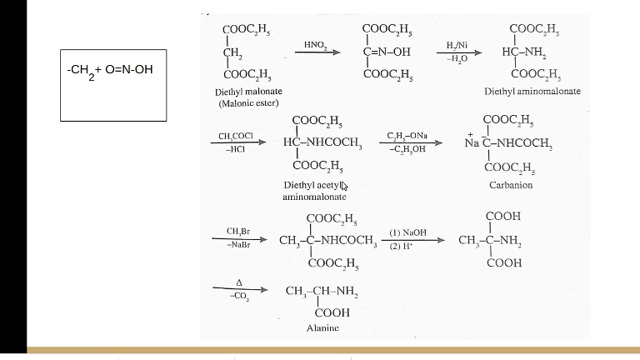 -CH₂+ O=N-OH
COOC₂H₅ COOC₂H₅ COOC₂H₅
CH₂ HNO₂ C=N–OH H₂/Ni –H₂O HC–NH₂
COOC₂H₅ COOC₂H₅ COOC₂H₅
Diethyl malonate Diethyl aminomalonate
(Malonic ester)
COOC₂H₅ COOC₂H₅
CH₃COCl –HCl HC–NHCOCH₃ C₂H₅–ONa –C₂H₅OH Na⁺ C̄–NHCOCH₃
COOC₂H₅ COOC₂H₅
Diethyl acetyl Carbanion
aminomalonate
COOC₂H₅ COOH
CH₃Br –NaBr CH₃–C–NHCOCH₃ (1) NaOH (2) H⁺ CH₃–C–NH₂
COOC₂H₅ COOH
Δ –CO₂ CH₃–CH–NH₂
COOH
Alanine